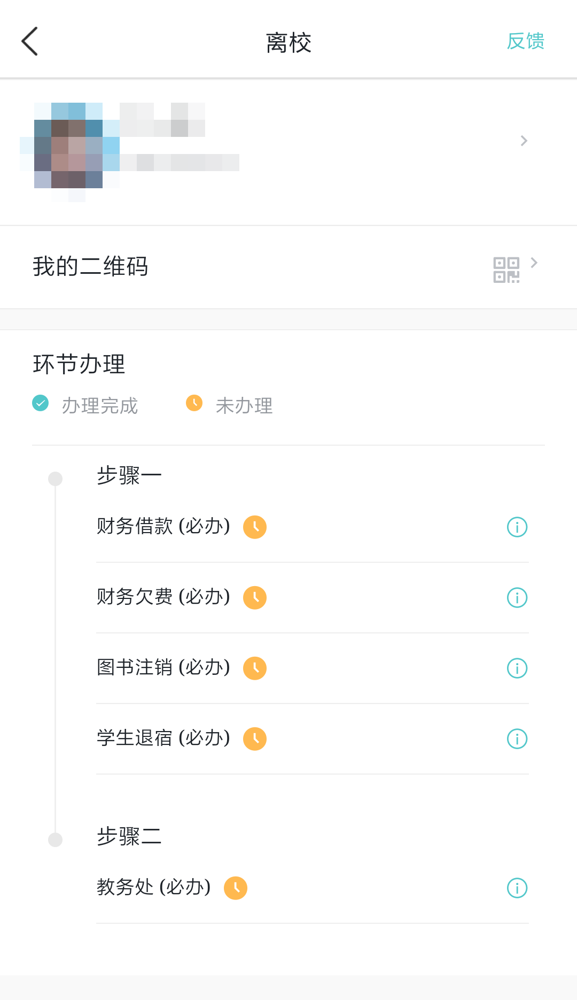 离校
反馈
我的二维码
环节办理
办理完成 未办理
步骤一
财务借款 (必办)
财务欠费 (必办)
图书注销 (必办)
学生退宿 (必办)
步骤二
教务处 (必办)